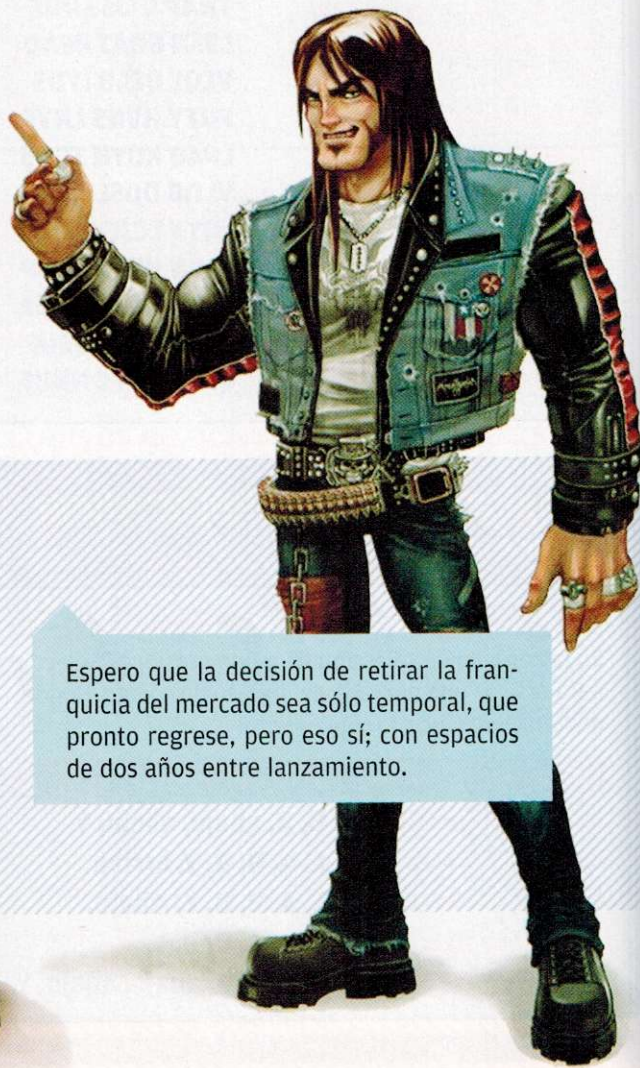 Espero que la decisión de retirar la fran-
quicia del mercado sea sólo temporal, que
pronto regrese, pero eso sí; con espacios
de dos años entre lanzamiento.